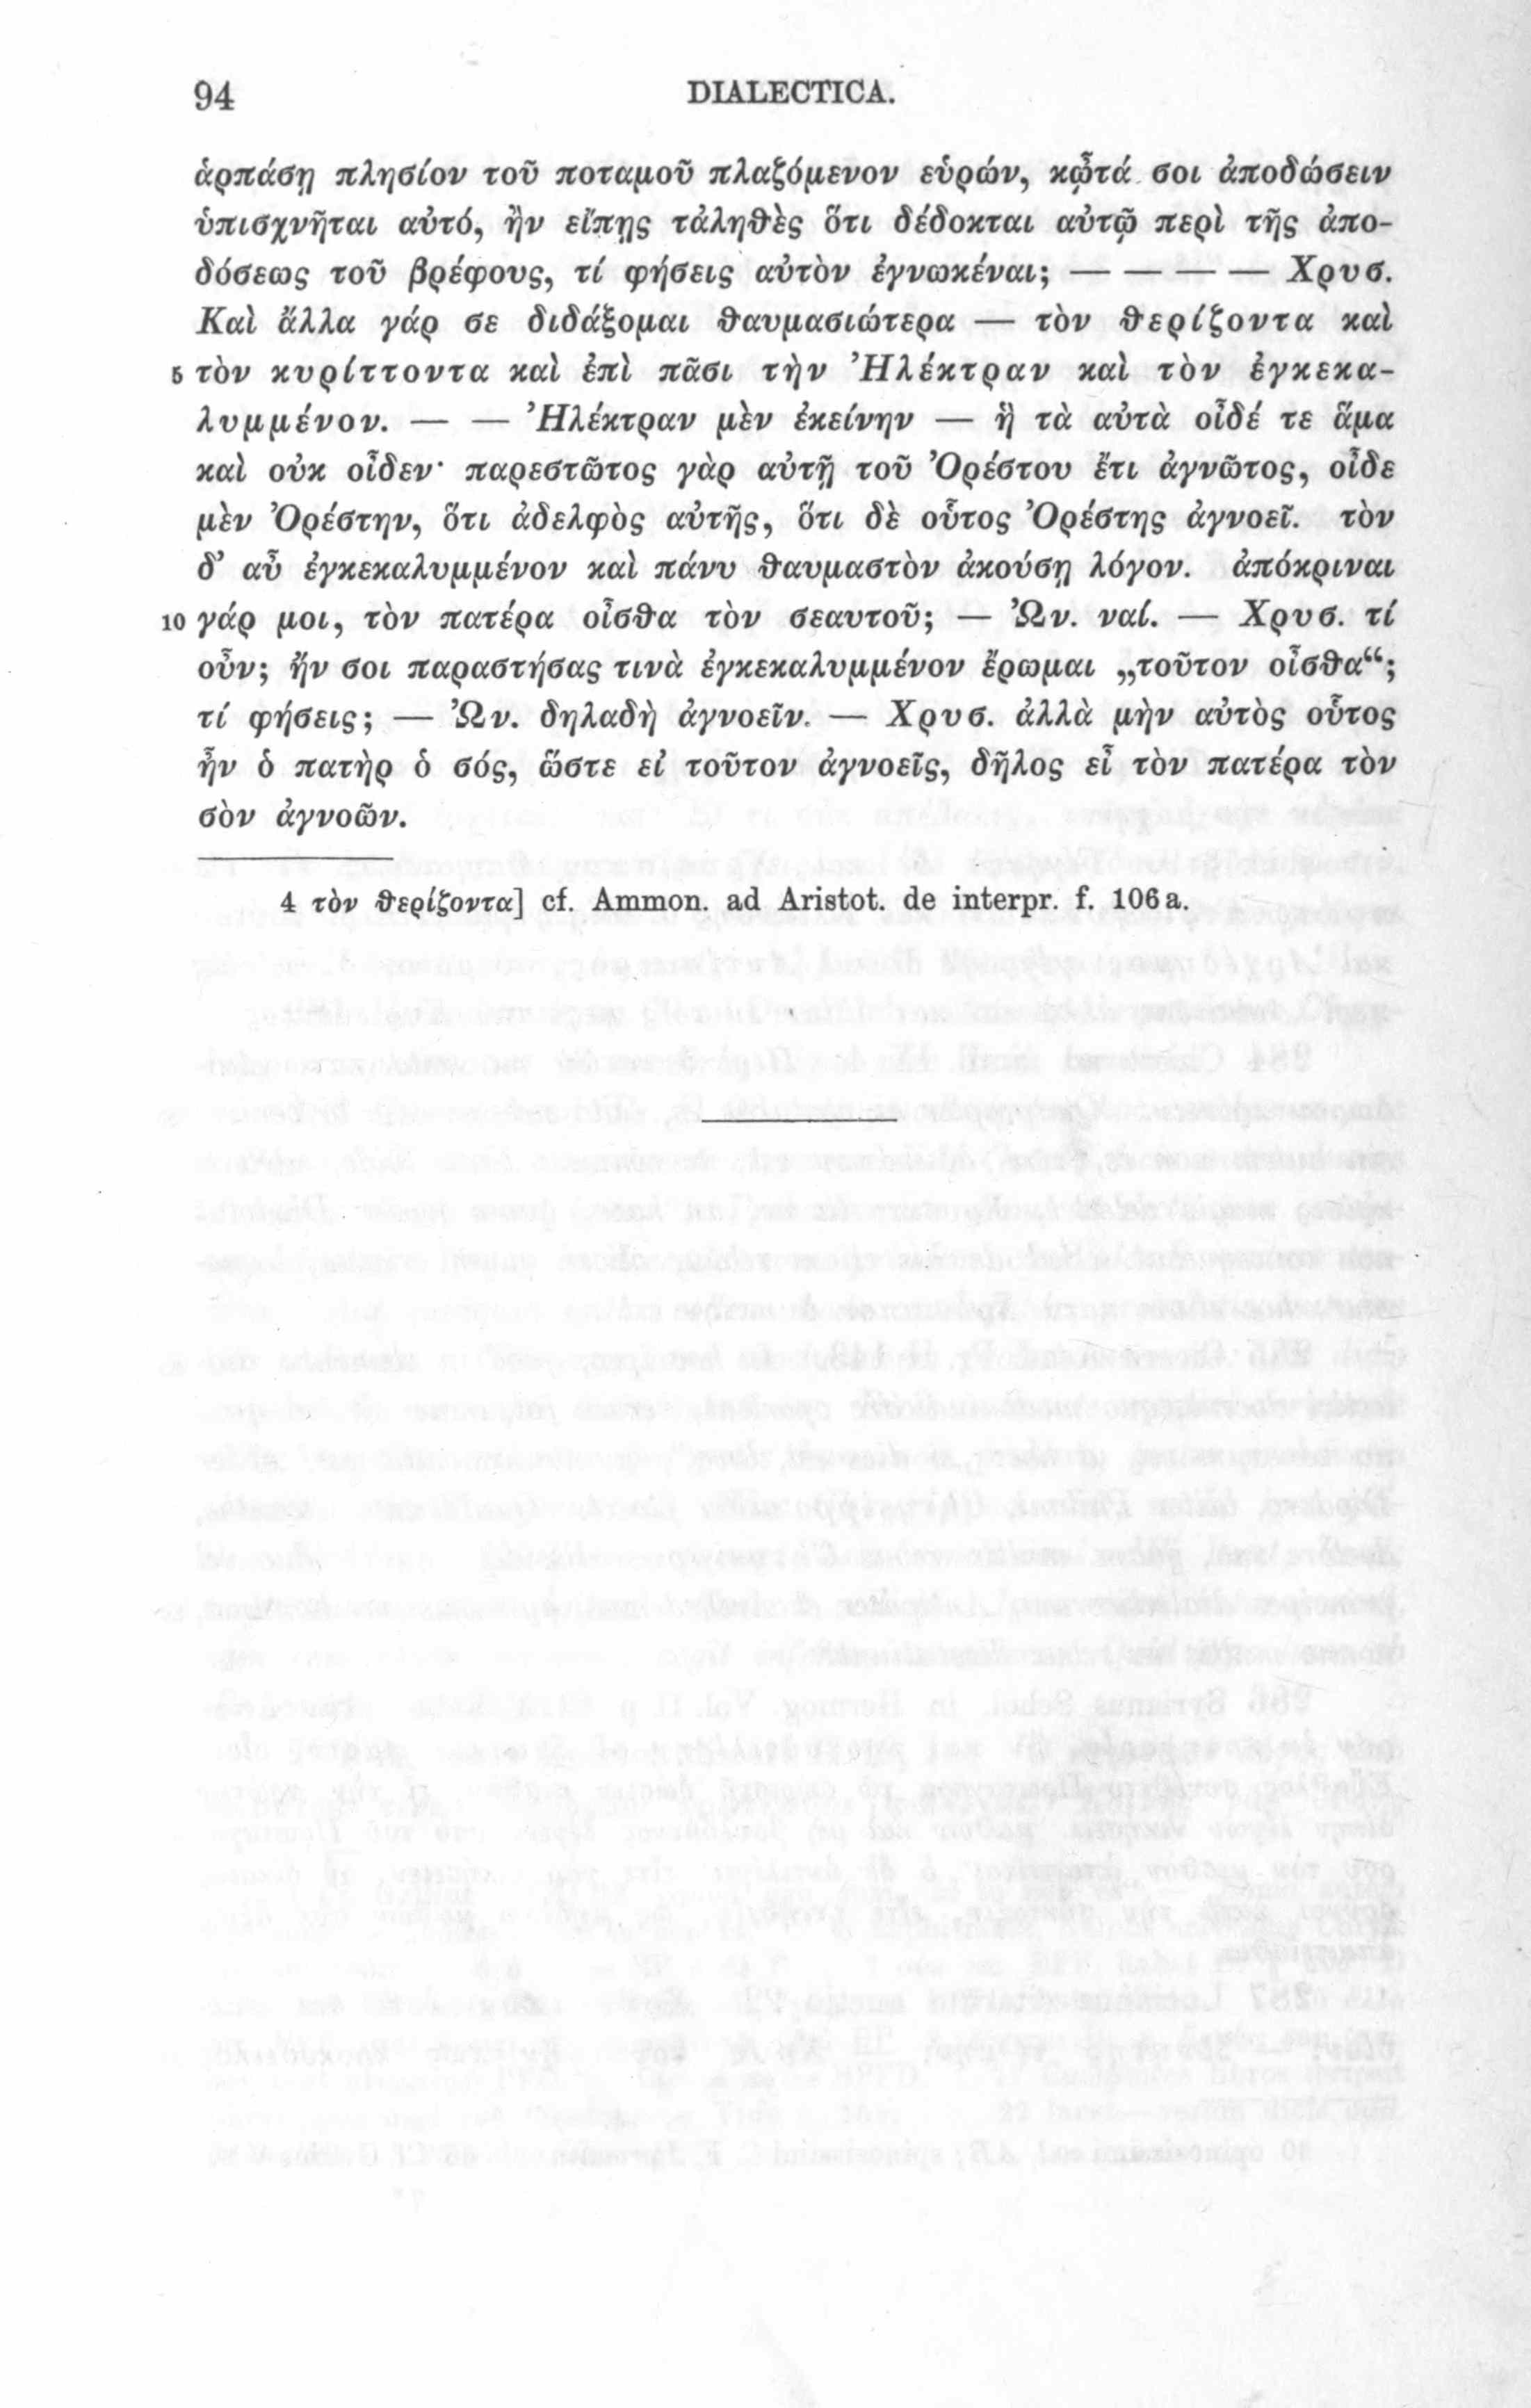 94 DIALECTICA.
ἁρπάσῃ πλησίον τοῦ ποταμοῦ πλαζόμενον εὑρών, κᾦτά σοι ἀποδώσειν
ὑπισχνῆται αὐτό, ἢν εἴπῃς τἀληθὲς ὅτι δέδοκται αὐτῷ περὶ τῆς ἀπο-
δόσεως τοῦ βρέφους, τί φήσεις αὐτὸν ἐγνωκέναι; — — — — Χρυσ.
Καὶ ἄλλα γάρ σε διδάξομαι θαυμασιώτερα — τὸν θερίζοντα καὶ
5 τὸν κυρίττοντα καὶ ἐπὶ πᾶσι τὴν Ἠλέκτραν καὶ τὸν ἐγκεκα-
λυμμένον. — — Ἠλέκτραν μὲν ἐκείνην — ἣ τὰ αὐτὰ οἶδέ τε ἅμα
καὶ οὐκ οἶδεν· παρεστῶτος γὰρ αὐτῇ τοῦ Ὀρέστου ἔτι ἀγνῶτος, οἶδε
μὲν Ὀρέστην, ὅτι ἀδελφὸς αὐτῆς, ὅτι δὲ οὗτος Ὀρέστης ἀγνοεῖ. τὸν
δ’ αὖ ἐγκεκαλυμμένον καὶ πάνυ θαυμαστὸν ἀκούσῃ λόγον. ἀπόκριναι
10 γάρ μοι, τὸν πατέρα οἶσθα τὸν σεαυτοῦ; — Ὠν. ναί. — Χρυσ. τί
οὖν; ἤν σοι παραστήσας τινὰ ἐγκεκαλυμμένον ἔρωμαι „τοῦτον οἶσθα“;
τί φήσεις; — Ὠν. δηλαδὴ ἀγνοεῖν. — Χρυσ. ἀλλὰ μὴν αὐτὸς οὗτος
ἦν ὁ πατὴρ ὁ σός, ὥστε εἰ τοῦτον ἀγνοεῖς, δῆλος εἶ τὸν πατέρα τὸν
σὸν ἀγνοῶν.
4 τὸν θερίζοντα] cf. Ammon. ad Aristot. de interpr. f. 106 a.